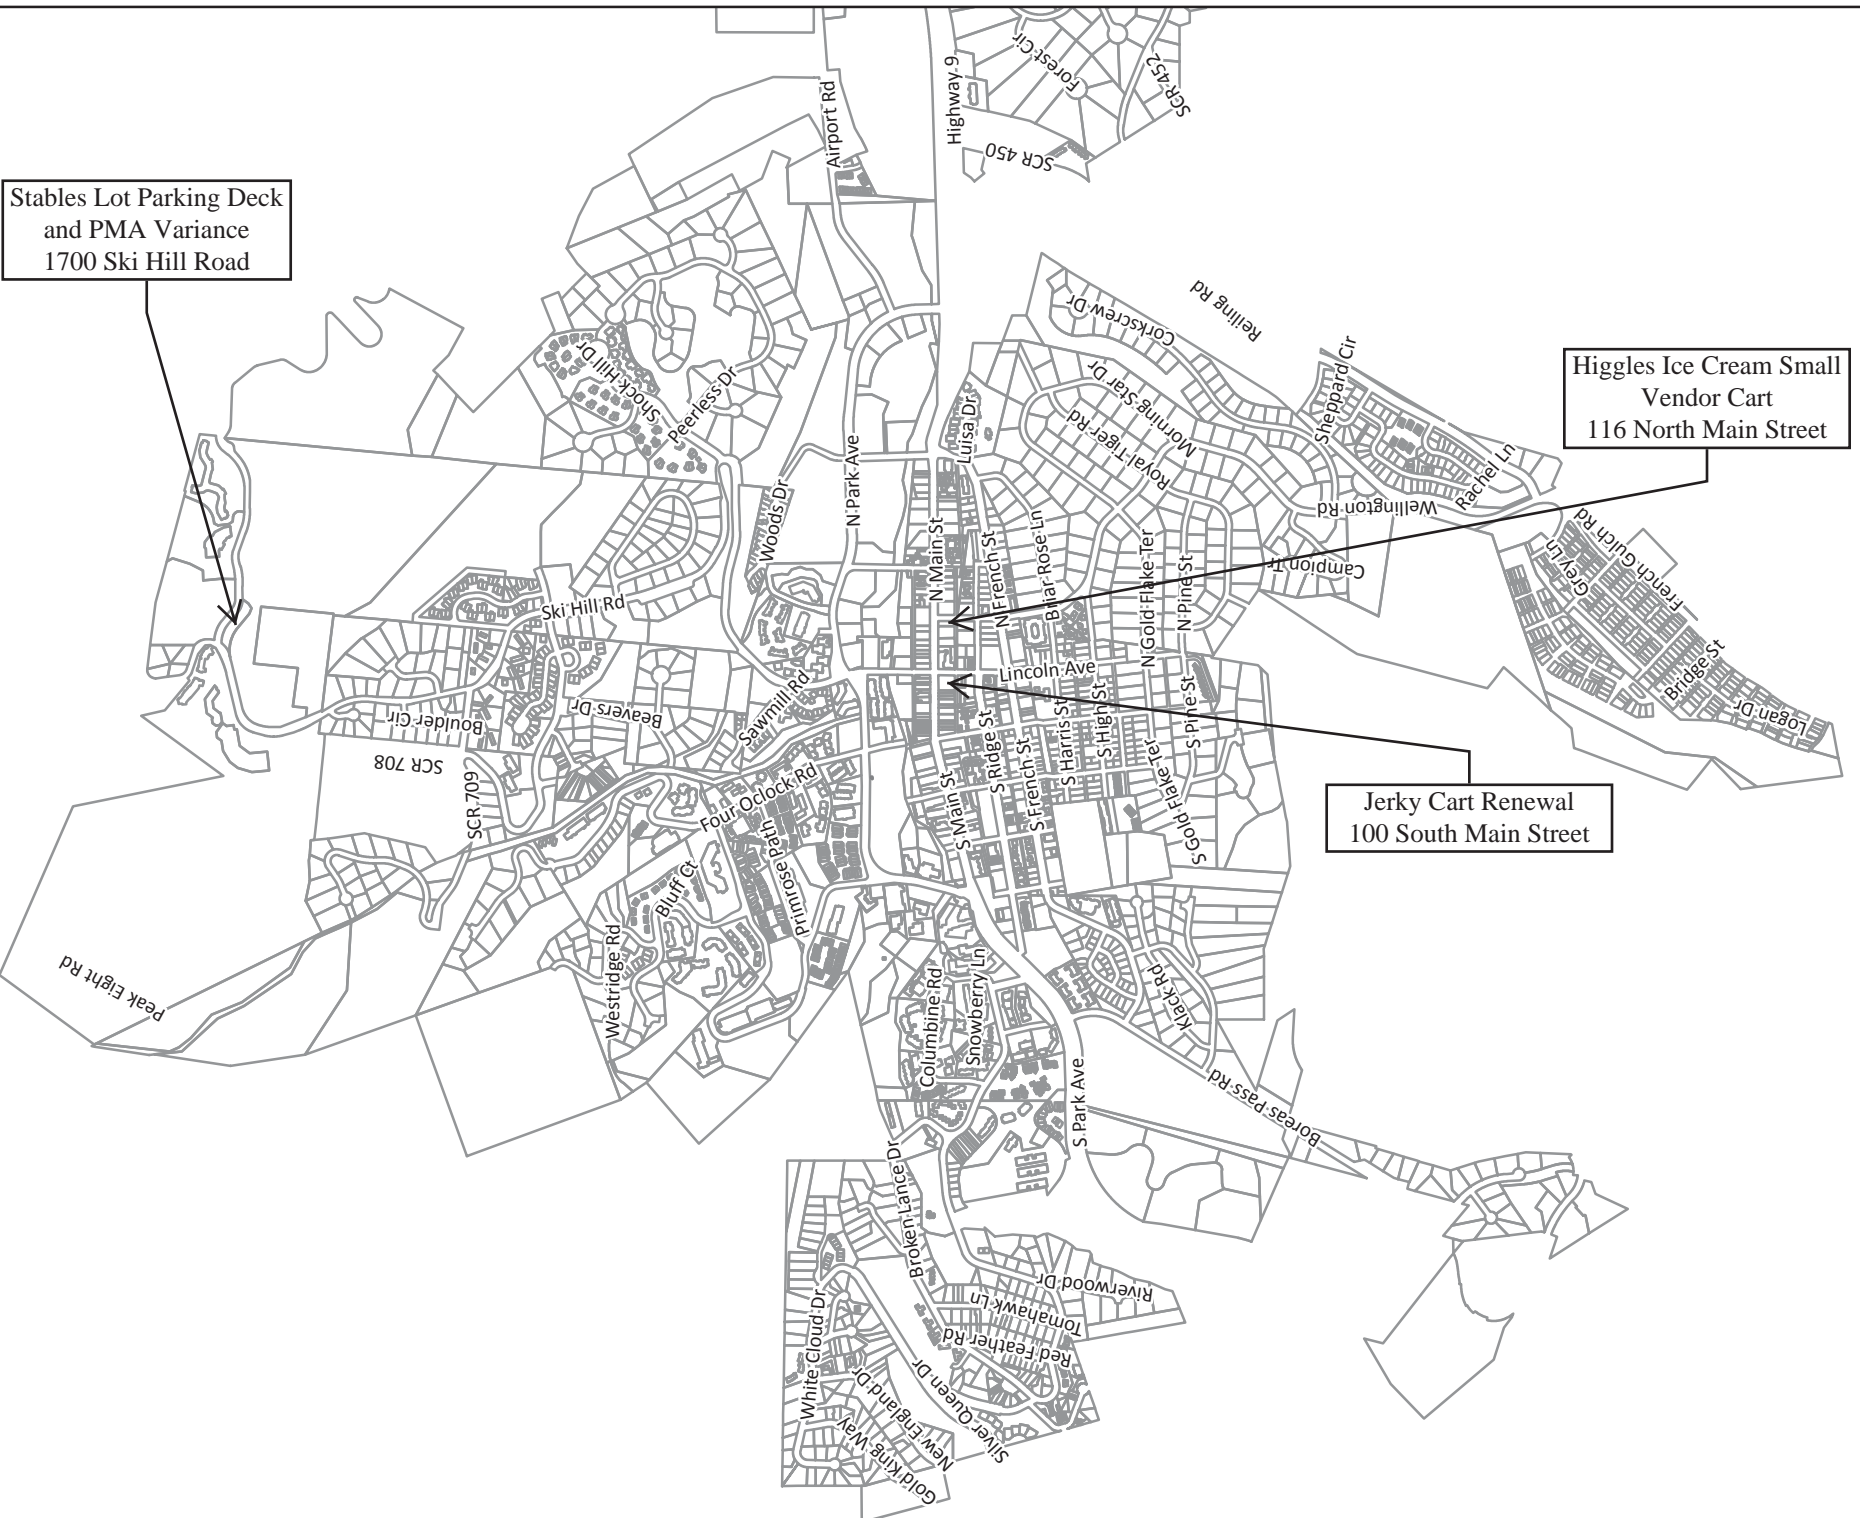 Forest Cir
SCR 452
Highway 9
SCR 450
Airport Rd
Stables Lot Parking Deck
and PMA Variance
1700 Ski Hill Road
Reiling Rd
Corkscrew Dr
Sheppard Cir
Higgles Ice Cream Small
Vendor Cart
116 North Main Street
Shock Hill Dr
Peerless Dr
Luisa Dr
Morning Star Dr
Royal Tiger Rd
N Park Ave
Woods Dr
Wellington Rd
Rachel Ln
N Main St
N French St
Briar Rose Ln
N Gold Flake Ter
N Pine St
Campion Tr
Grey Ln
French Gulch Rd
Ski Hill Rd
Lincoln Ave
Bridge St
Logan Dr
Boulder Cir
Beavers Dr
Sawmill Rd
S Ridge St
S Harris St
S High St
S Pine St
SCR 708
SCR 709
Four Oclock Rd
S Main St
S French St
S Gold Flake Ter
Jerky Cart Renewal
100 South Main Street
Primrose Path
Bluff Ct
Westridge Rd
Peak Eight Rd
Columbine Rd
Snowberry Ln
Klack Rd
S Park Ave
Boreas Pass Rd
Broken Lance Dr
Riverwood Dr
Tomahawk Ln
Red Feather Rd
White Cloud Dr
Silver Queen Dr
New England Dr
Gold King Way